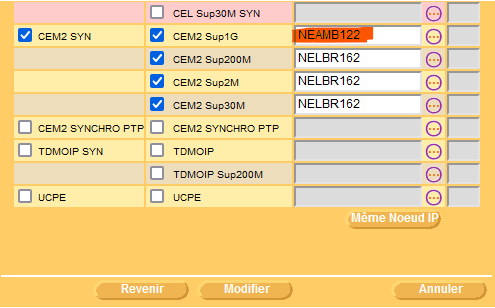 CEL Sup30M SYN
CEM2 SYN CEM2 Sup1G NEAMB122
CEM2 Sup200M NELBR162
CEM2 Sup2M NELBR162
CEM2 Sup30M NELBR162
CEM2 SYNCHRO PTP CEM2 SYNCHRO PTP
TDMOIP SYN TDMOIP
TDMOIP Sup200M
UCPE UCPE
Même Noeud IP
Revenir Modifier Annuler